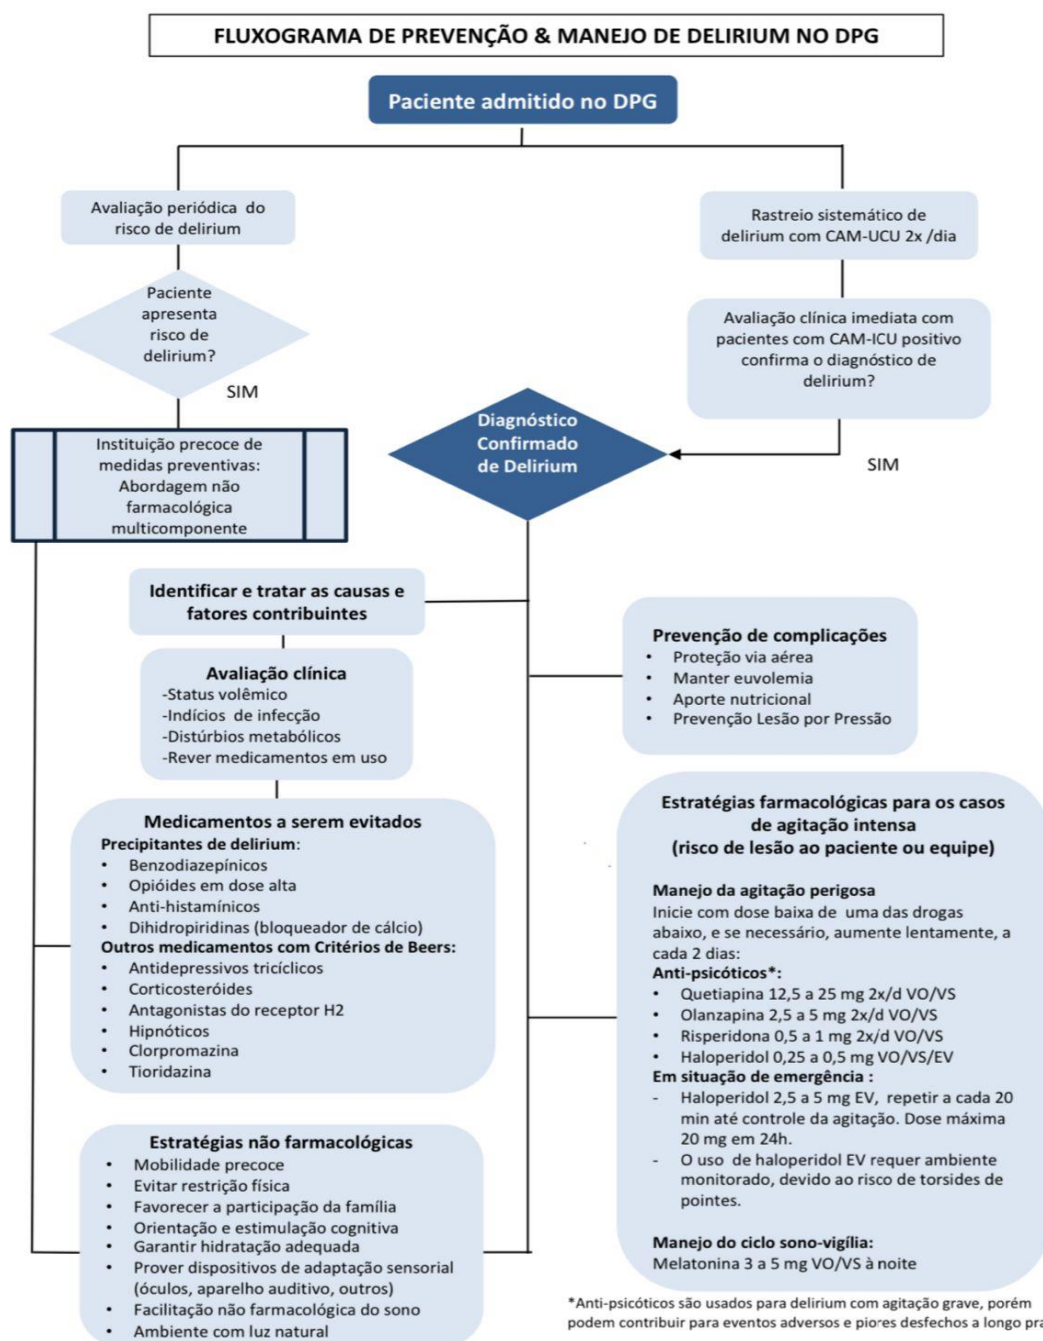 FLUXOGRAMA DE PREVENÇÃO & MANEJO DE DELIRIUM NO DPG
Paciente admitido no DPG
Avaliação periódica do
risco de delirium
Paciente
apresenta
risco de
delirium?
SIM
Instituição precoce de
medidas preventivas:
Abordagem não
farmacológica
multicomponente
Rastreio sistemático de
delirium com CAM-UCU 2x /dia
Avaliação clínica imediata com
pacientes com CAM-ICU positivo
confirma o diagnóstico de
delirium?
SIM
Diagnóstico
Confirmado
de Delirium
Identificar e tratar as causas e
fatores contribuintes
Avaliação clínica
-Status volêmico
-Indícios de infecção
-Distúrbios metabólicos
-Rever medicamentos em uso
Medicamentos a serem evitados
Precipitantes de delirium:
• Benzodiazepínicos
• Opióides em dose alta
• Anti-histamínicos
• Dihidropiridinas (bloqueador de cálcio)
Outros medicamentos com Critérios de Beers:
• Antidepressivos tricíclicos
• Corticosteróides
• Antagonistas do receptor H2
• Hipnóticos
• Clorpromazina
• Tioridazina
Estratégias não farmacológicas
• Mobilidade precoce
• Evitar restrição física
• Favorecer a participação da família
• Orientação e estimulação cognitiva
• Garantir hidratação adequada
• Prover dispositivos de adaptação sensorial
(óculos, aparelho auditivo, outros)
• Facilitação não farmacológica do sono
• Ambiente com luz natural
Prevenção de complicações
• Proteção via aérea
• Manter euvolemia
• Aporte nutricional
• Prevenção Lesão por Pressão
Estratégias farmacológicas para os casos
de agitação intensa
(risco de lesão ao paciente ou equipe)
Manejo da agitação perigosa
Inicie com dose baixa de uma das drogas
abaixo, e se necessário, aumente lentamente, a
cada 2 dias:
Anti-psicóticos*:
• Quetiapina 12,5 a 25 mg 2x/d VO/VS
• Olanzapina 2,5 a 5 mg 2x/d VO/VS
• Risperidona 0,5 a 1 mg 2x/d VO/VS
• Haloperidol 0,25 a 0,5 mg VO/VS/EV
Em situação de emergência :
- Haloperidol 2,5 a 5 mg EV, repetir a cada 20
min até controle da agitação. Dose máxima
20 mg em 24h.
- O uso de haloperidol EV requer ambiente
monitorado, devido ao risco de torsides de
pointes.
Manejo do ciclo sono-vigília:
Melatonina 3 a 5 mg VO/VS à noite
*Anti-psicóticos são usados para delirium com agitação grave, porém
podem contribuir para eventos adversos e piores desfechos a longo pra